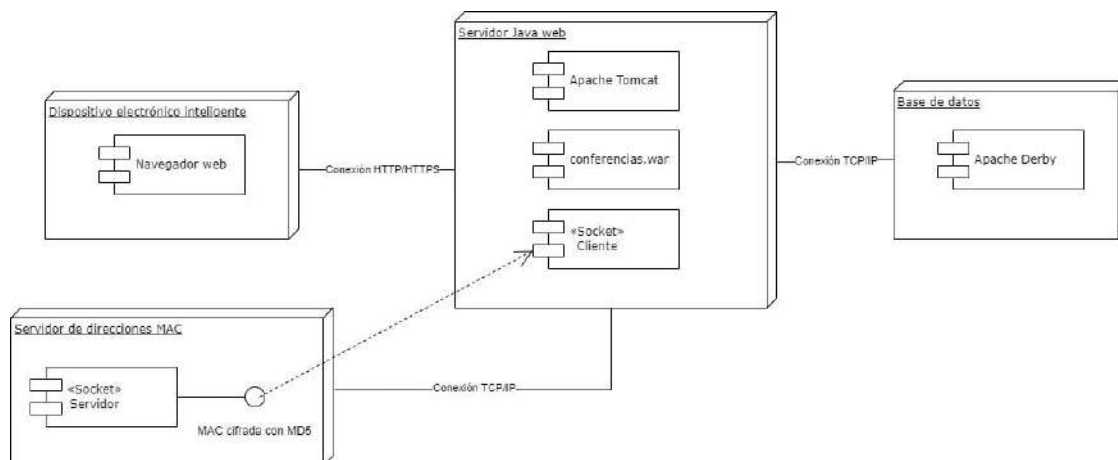 Servidor Java web
Apache Tomcat
Dispositivo electrónico inteligente
Navegador web
Conexión HTTP/HTTPS
conferencias.war
Conexión TCP/IP
Base de datos
Apache Derby
«Socket»
Cliente
Servidor de direcciones MAC
«Socket»
Servidor
MAC cifrada con MD5
Conexión TCP/IP